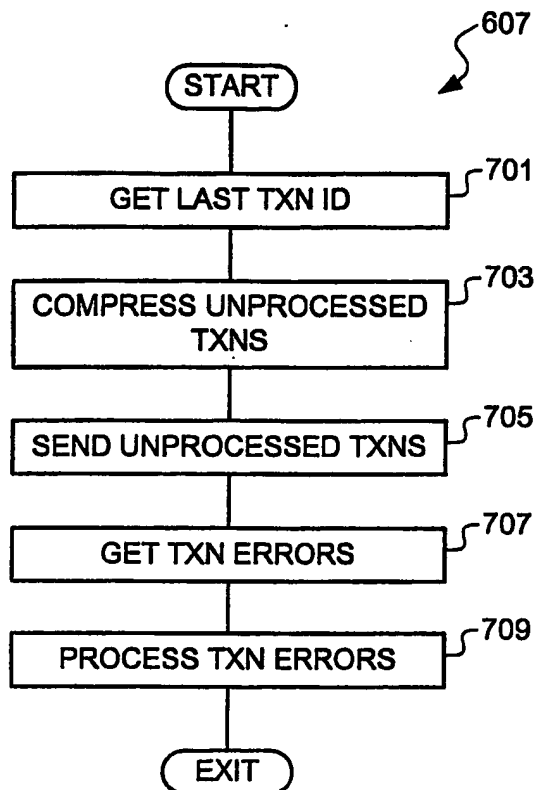 607
START
701
GET LAST TXN ID
703
COMPRESS UNPROCESSED
TXNS
705
SEND UNPROCESSED TXNS
707
GET TXN ERRORS
709
PROCESS TXN ERRORS
EXIT